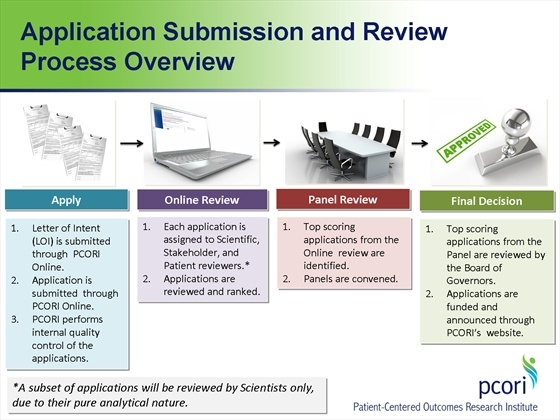 Application Submission and Review
Process Overview
APPROVED
Apply
1. Letter of Intent
(LOI) is submitted
through PCORI
Online.
2. Application is
submitted through
PCORI Online.
3. PCORI performs
internal quality
control of the
applications.
Online Review
1. Each application is
assigned to Scientific,
Stakeholder, and
Patient reviewers.*
2. Applications are
reviewed and ranked.
Panel Review
1. Top scoring
applications from the
Online review are
identified.
2. Panels are convened.
Final Decision
1. Top scoring
applications from the
Panel are reviewed by
the Board of
Governors.
2. Applications are
funded and
announced through
PCORI's website.
*A subset of applications will be reviewed by Scientists only,
due to their pure analytical nature.
pcori
Patient-Centered Outcomes Research Institute